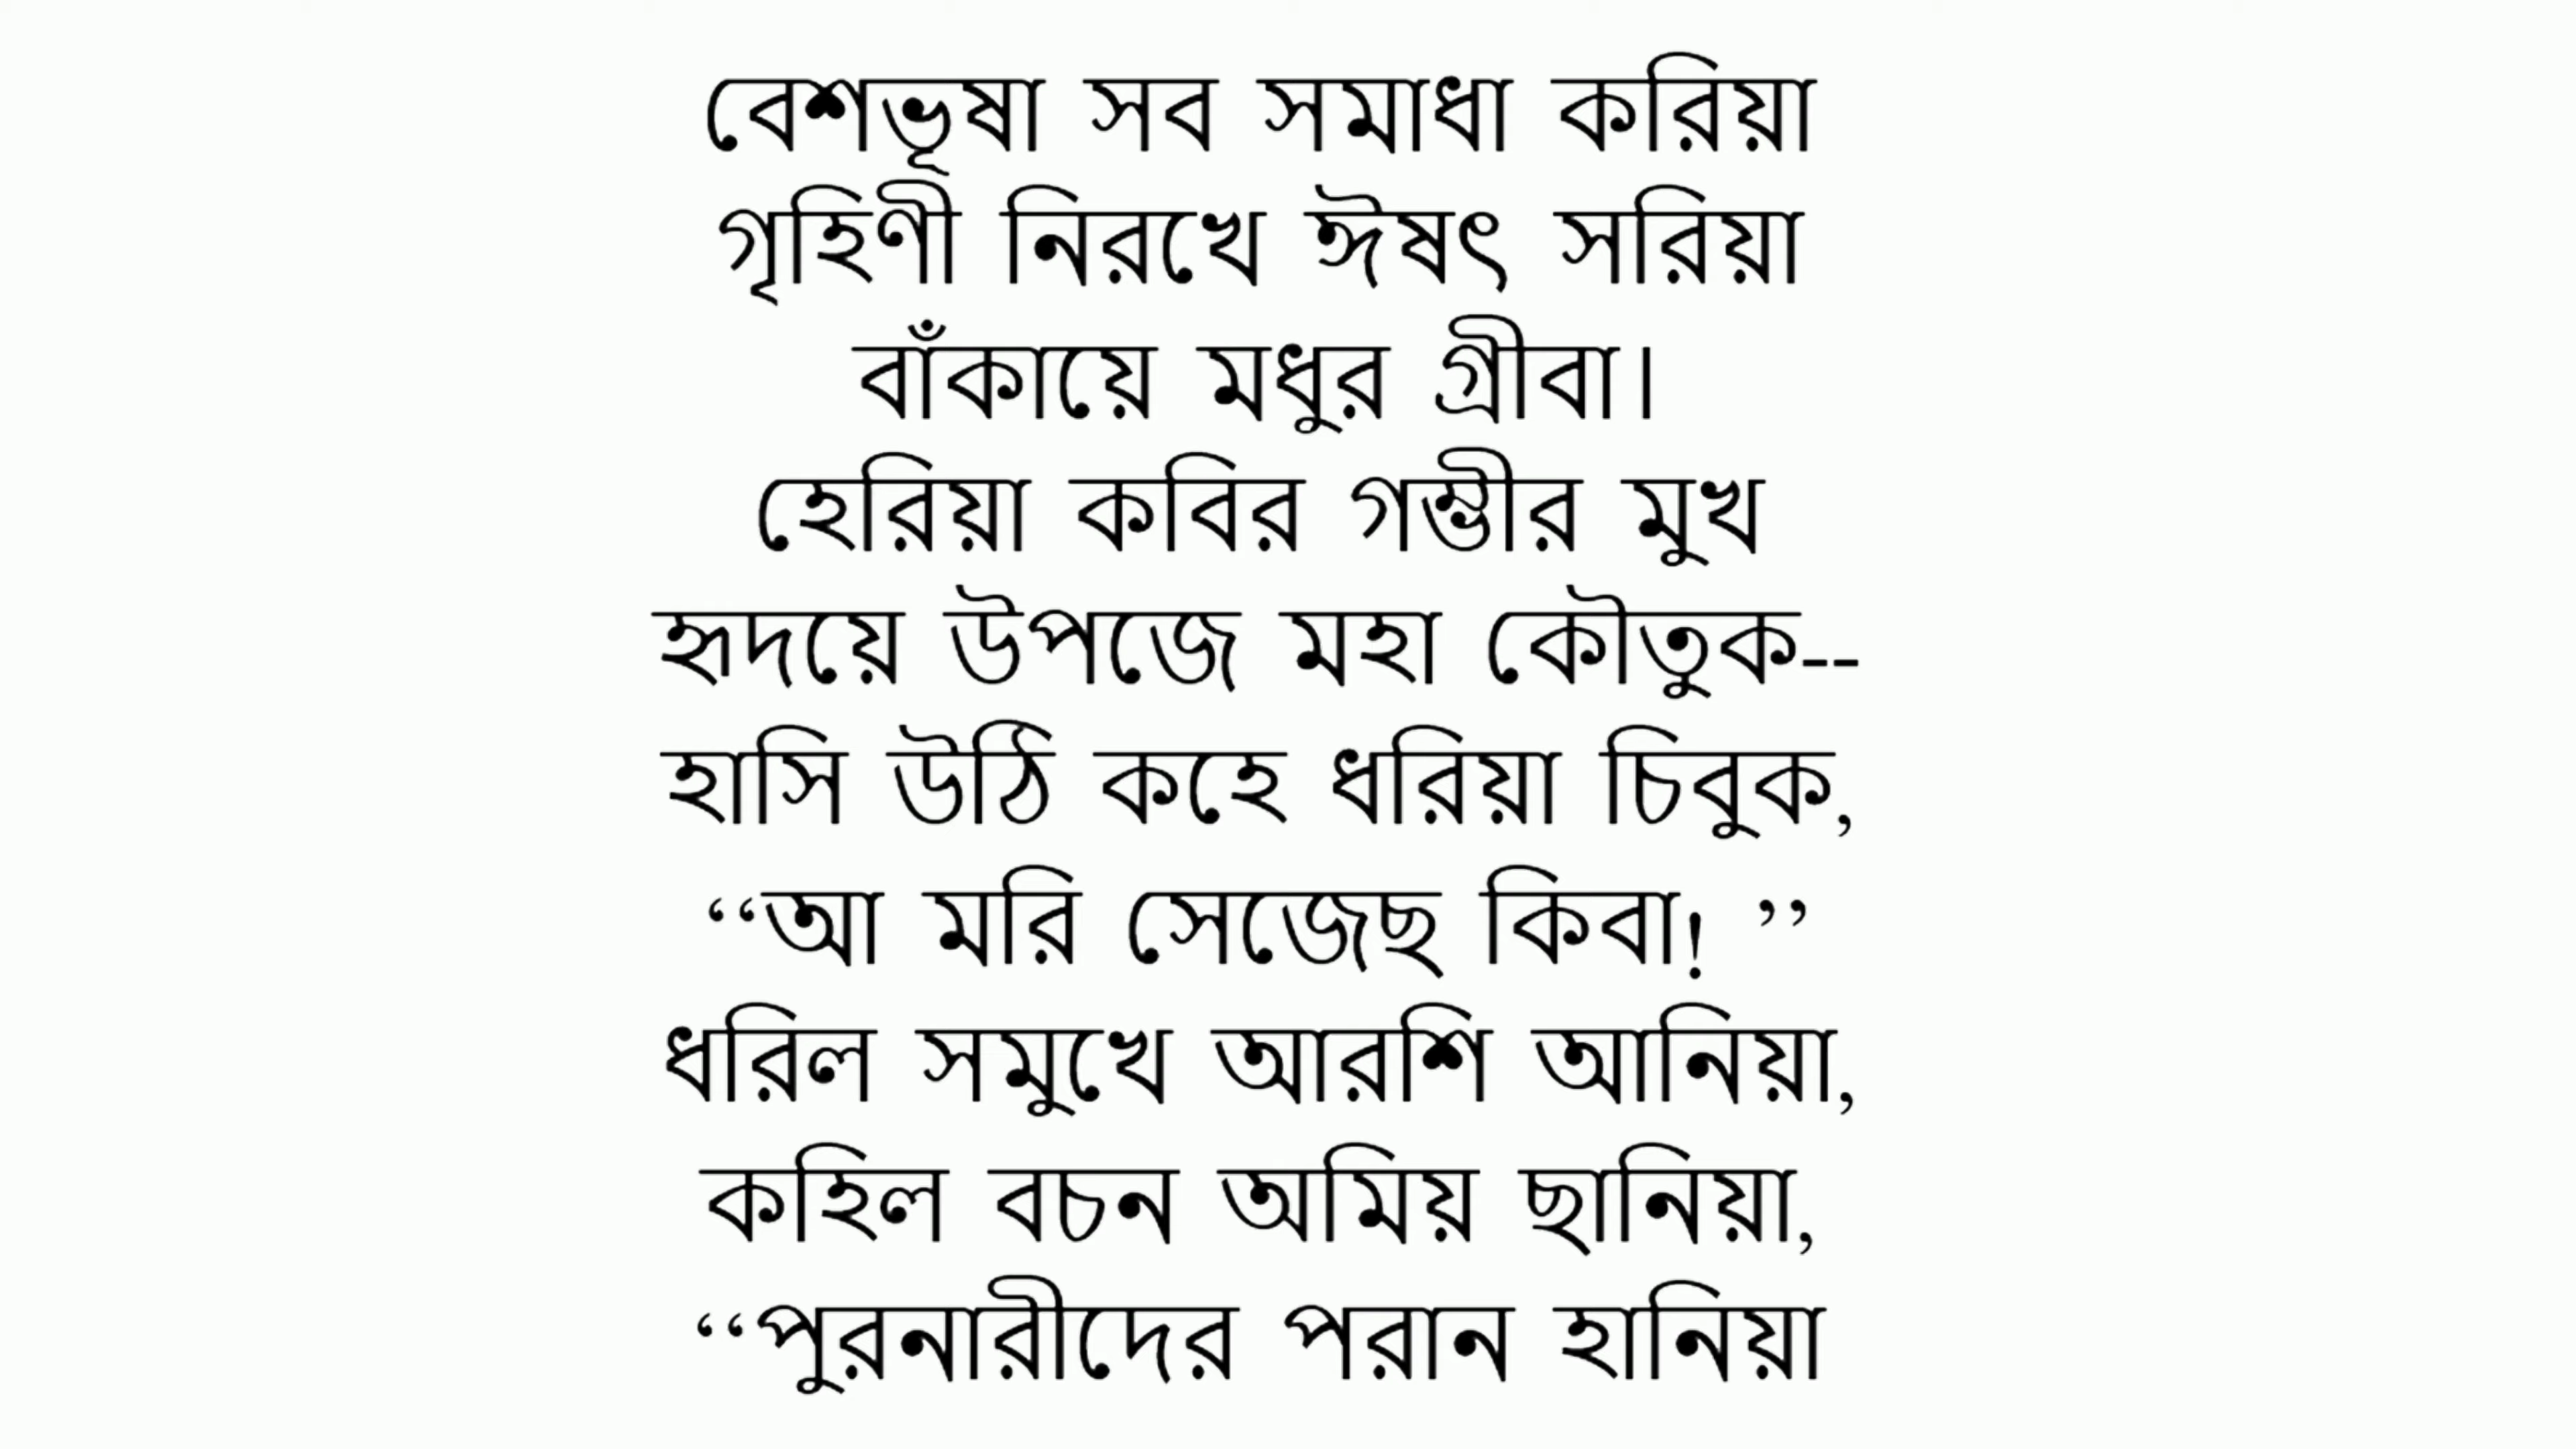 বেশভূষা সব সমাধা করিয়া
গৃহিণী নিরখে ঈষৎ সরিয়া
বাঁকায়ে মধুর গ্রীবা।
হেরিয়া কবির গম্ভীর মুখ
হৃদয়ে উপজে মহা কৌতুক--
হাসি উঠি কহে ধরিয়া চিবুক,
‘‘আ মরি সেজেছ কিবা! ’’
ধরিল সমুখে আরশি আনিয়া,
কহিল বচন অমিয় ছানিয়া,
‘‘পুরনারীদের পরান হানিয়া